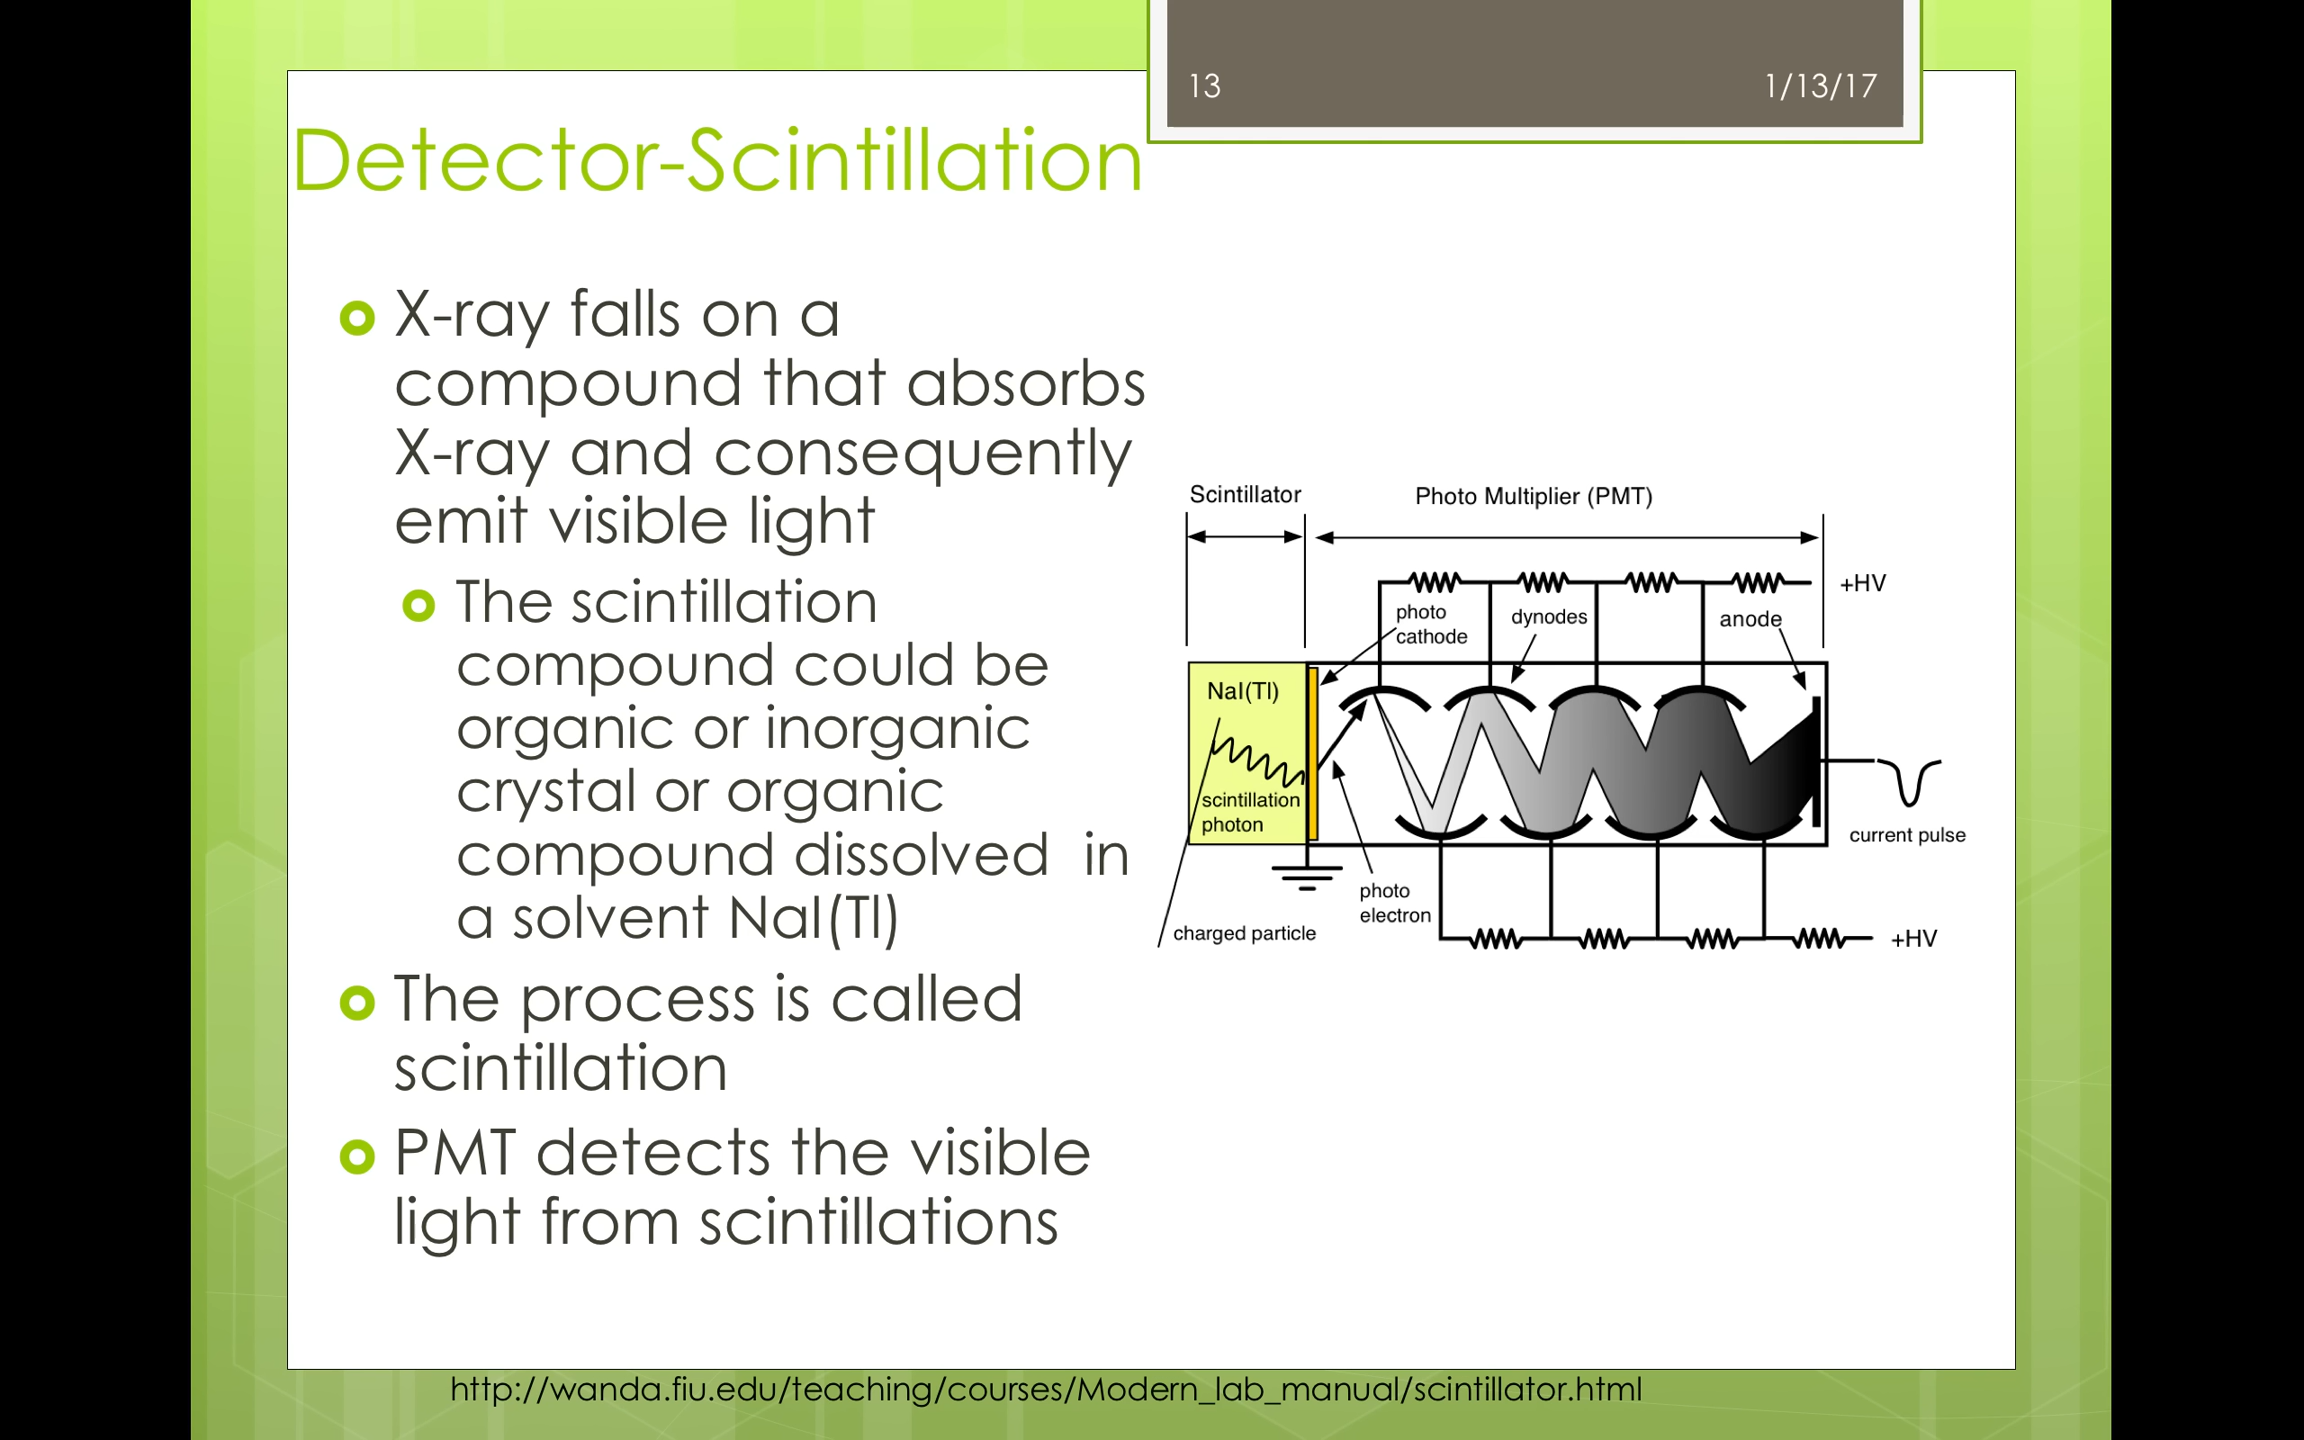 13
1/13/17
Detector-Scintillation
X-ray falls on a
compound that absorbs
X-ray and consequently
emit visible light
The scintillation
compound could be
organic or inorganic
crystal or organic
compound dissolved  in
a solvent NaI(Tl)
The process is called
scintillation
PMT detects the visible
light from scintillations
Scintillator
Photo Multiplier (PMT)
+HV
photo
cathode
dynodes
anode
NaI(Tl)
scintillation
photon
current pulse
photo
electron
charged particle
+HV
http://wanda.fiu.edu/teaching/courses/Modern_lab_manual/scintillator.html